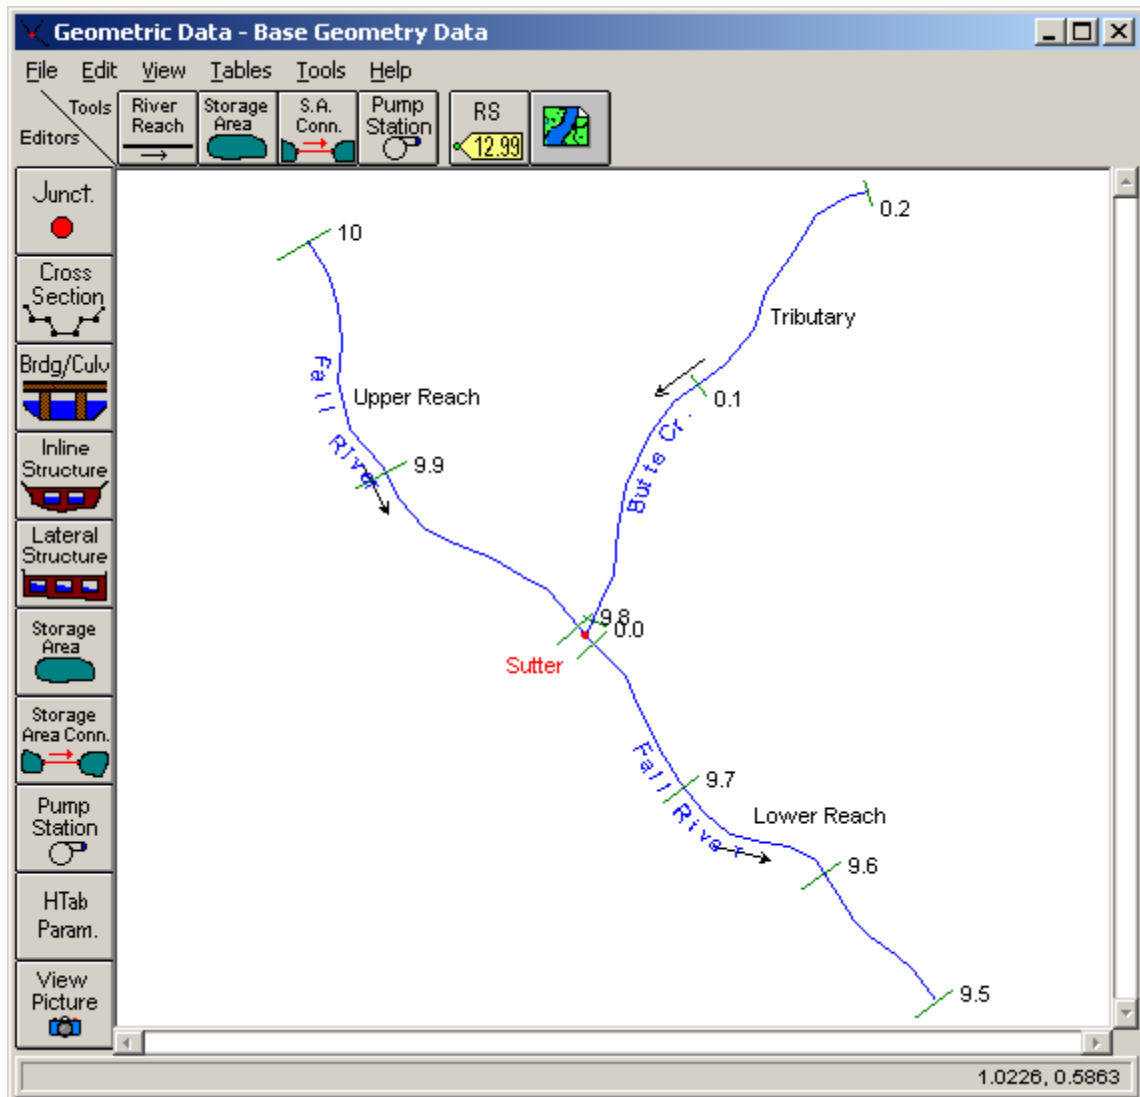 Geometric Data - Base Geometry Data
File Edit View Tables Tools Help
Tools
Editors
River
Reach
Storage
Area
S.A.
Conn.
Pump
Station
RS
12.99
Junct.
Cross
Section
Brdg/Culv
Inline
Structure
Lateral
Structure
Storage
Area
Storage
Area Conn.
Pump
Station
HTab
Param.
View
Picture
10
0.2
Tributary
Fall River
Upper Reach
0.1
Butte Cr.
9.9
9.8
0.0
Sutter
Fall River
9.7
Lower Reach
9.6
9.5
1.0226, 0.5863